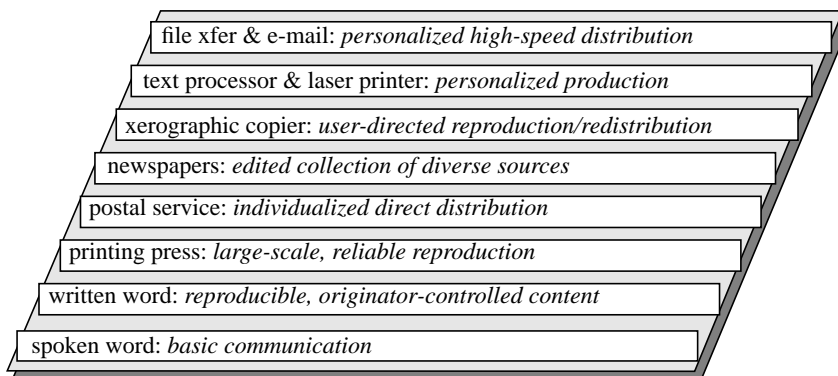 file xfer & e-mail: personalized high-speed distribution
text processor & laser printer: personalized production
xerographic copier: user-directed reproduction/redistribution
newspapers: edited collection of diverse sources
postal service: individualized direct distribution
printing press: large-scale, reliable reproduction
written word: reproducible, originator-controlled content
spoken word: basic communication